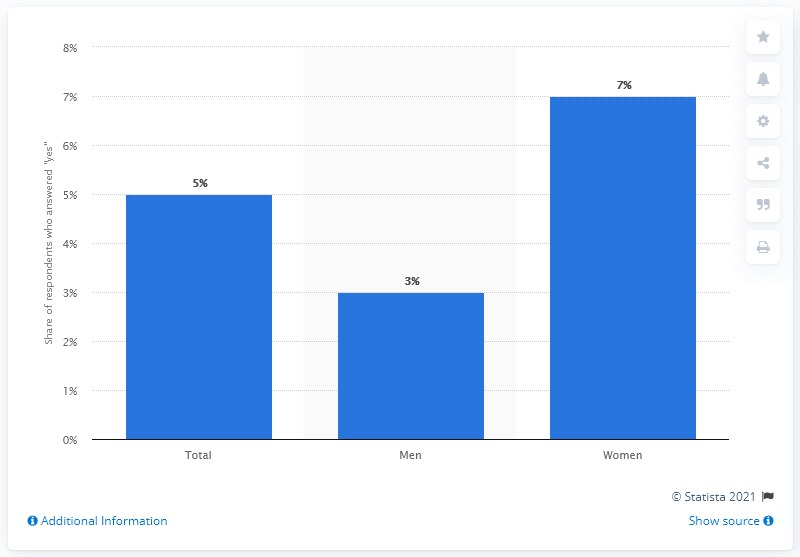 8%
7%
6%
5%
4%
3%
2%
1%
0%
Share of respondents who answered "yes"
5%
3%
7%
Total
Men
Women
© Statista 2021
Additional Information
Show source